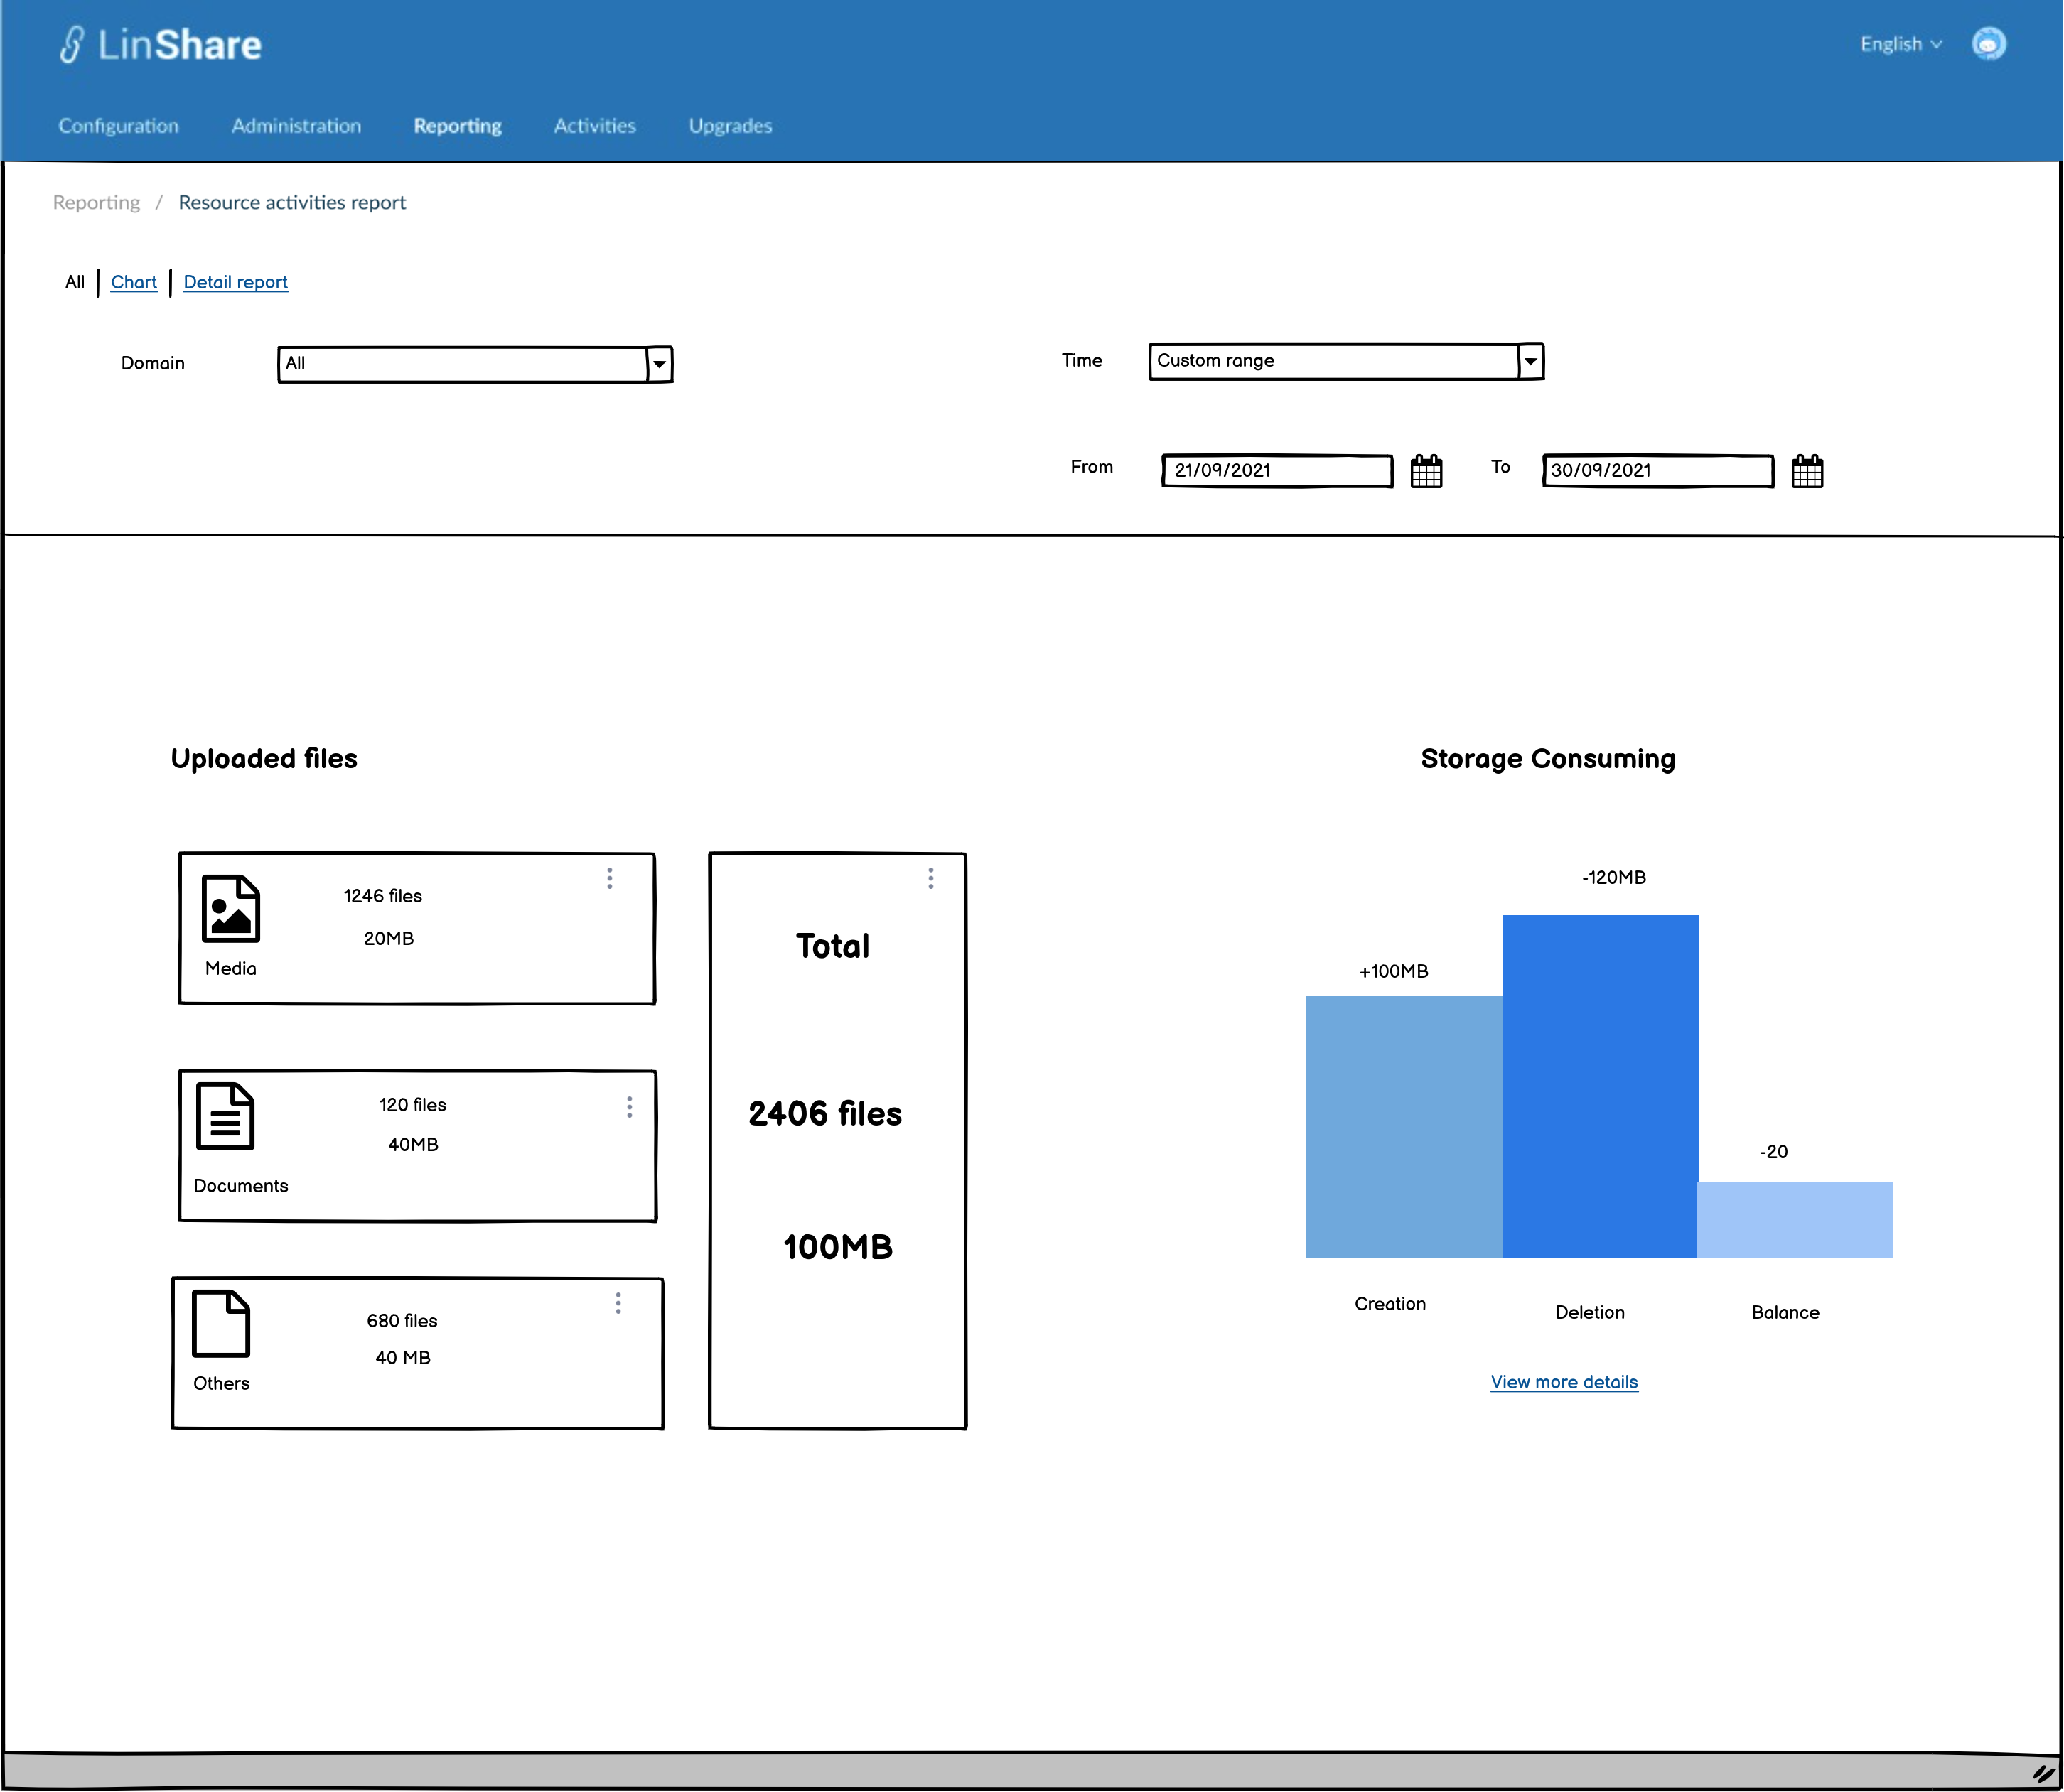 LinShare
English
Configuration Administration Reporting Activities Upgrades
Reporting / Resource activities report
All Chart Detail report
Domain All Time Custom range
From 21/09/2021 To 30/09/2021
Uploaded files
1246 files
20MB
Media
120 files
40MB
Documents
680 files
40 MB
Others
Total
2406 files
100MB
Storage Consuming
-120MB
+100MB
-20
Creation Deletion Balance
View more details